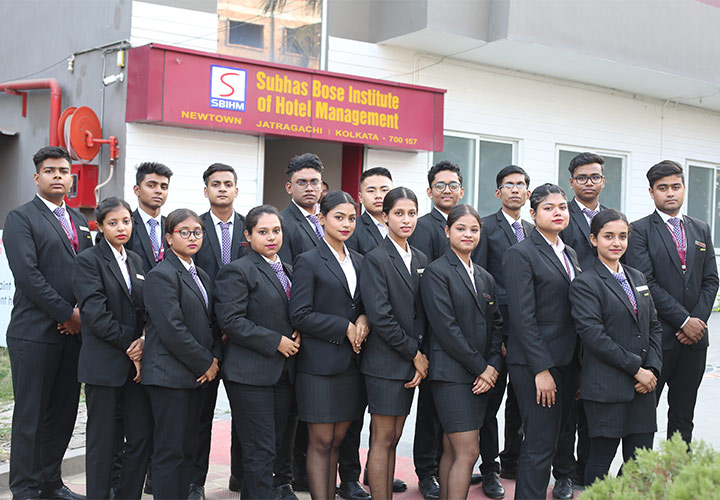 S
SBIHM
Subhas Bose Institute
of Hotel Management
NEWTOWN JATRAGACHI | KOLKATA - 700 157